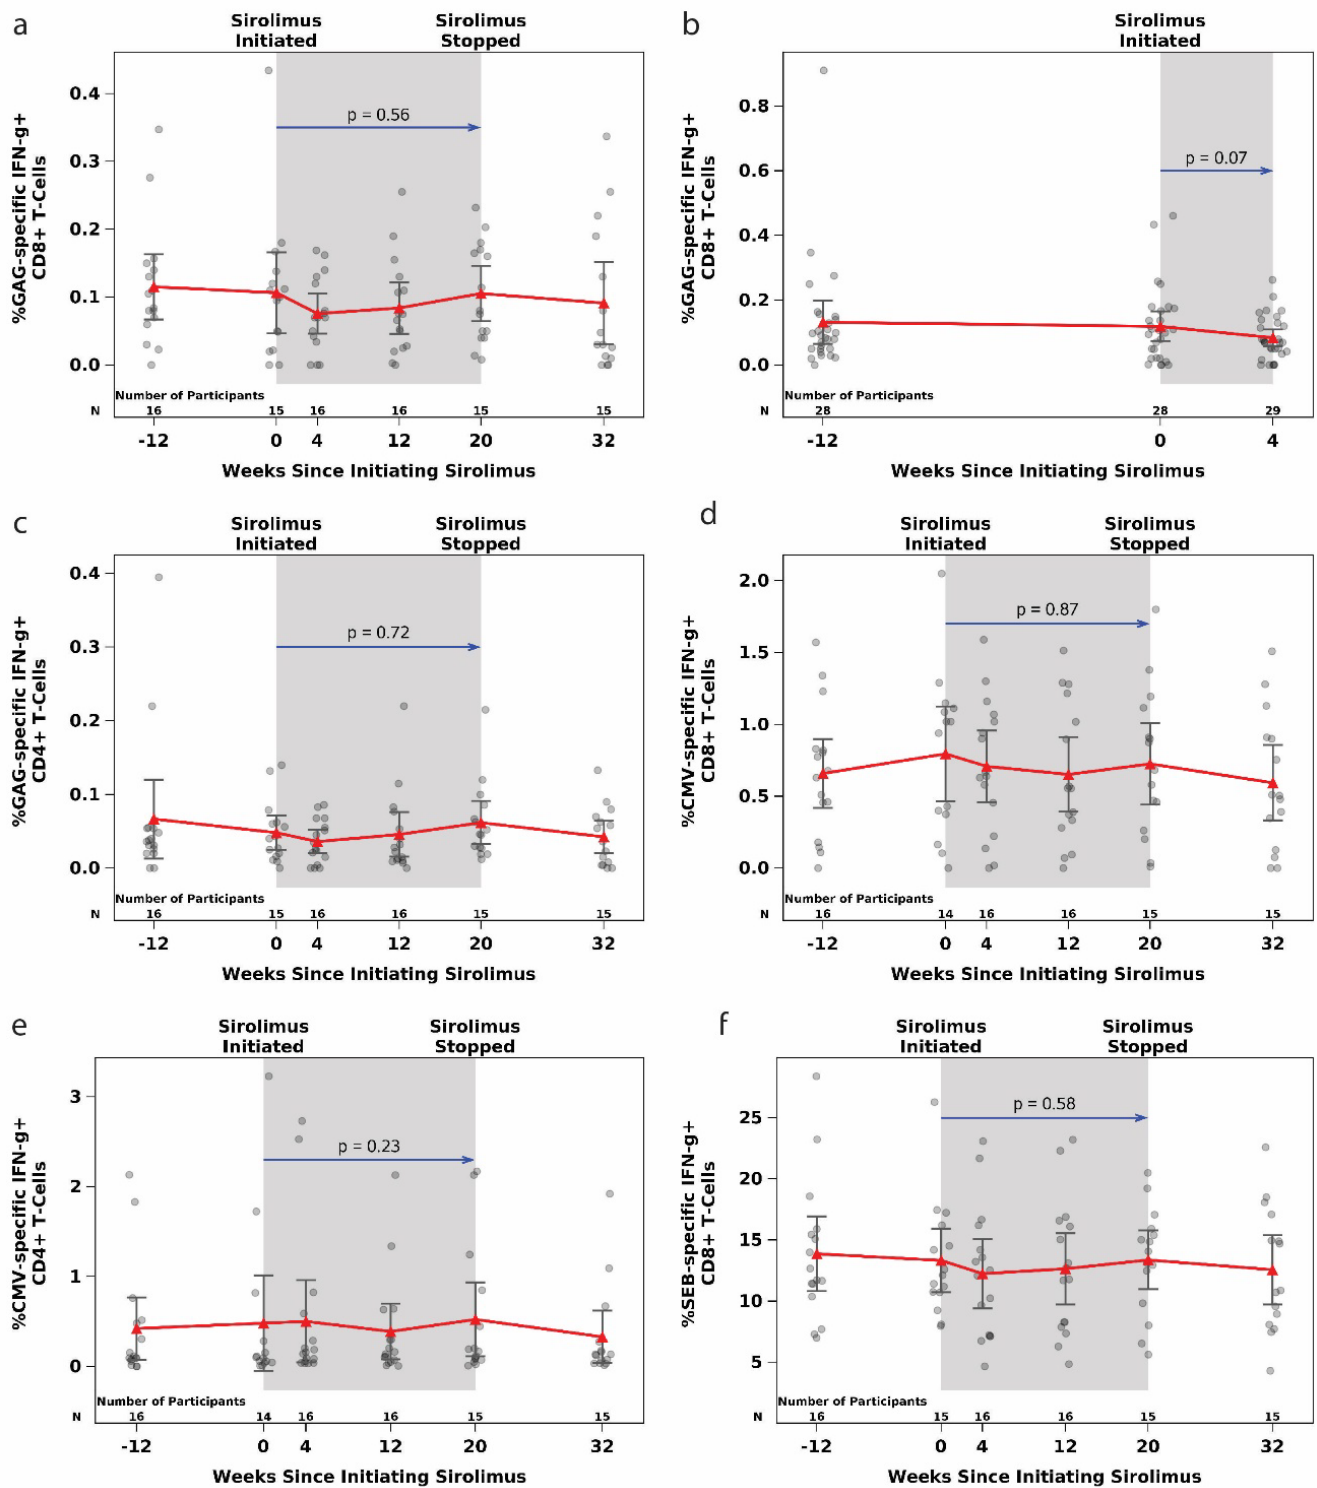 a
Sirolimus Sirolimus
Initiated Stopped
%GAG-specific IFN-g+
CD8+ T-Cells
0.4
0.3
0.2
0.1
0.0
p = 0.56
Number of Participants
N 16 15 16 16 15 15
-12 0 4 12 20 32
Weeks Since Initiating Sirolimus
b
Sirolimus
Initiated
%GAG-specific IFN-g+
CD8+ T-Cells
0.8
0.6
0.4
0.2
0.0
p = 0.07
Number of Participants
N 28 28 29
-12 0 4
Weeks Since Initiating Sirolimus
c
Sirolimus Sirolimus
Initiated Stopped
%GAG-specific IFN-g+
CD4+ T-Cells
0.4
0.3
0.2
0.1
0.0
p = 0.72
Number of Participants
N 16 15 16 16 15 15
-12 0 4 12 20 32
Weeks Since Initiating Sirolimus
d
Sirolimus Sirolimus
Initiated Stopped
%CMV-specific IFN-g+
CD8+ T-Cells
2.0
1.5
1.0
0.5
0.0
p = 0.87
Number of Participants
N 16 14 16 16 15 15
-12 0 4 12 20 32
Weeks Since Initiating Sirolimus
e
Sirolimus Sirolimus
Initiated Stopped
%CMV-specific IFN-g+
CD4+ T-Cells
3
2
1
0
p = 0.23
Number of Participants
N 16 14 16 16 15 15
-12 0 4 12 20 32
Weeks Since Initiating Sirolimus
f
Sirolimus Sirolimus
Initiated Stopped
%SEB-specific IFN-g+
CD8+ T-Cells
25
20
15
10
5
p = 0.58
Number of Participants
N 16 15 16 16 15 15
-12 0 4 12 20 32
Weeks Since Initiating Sirolimus